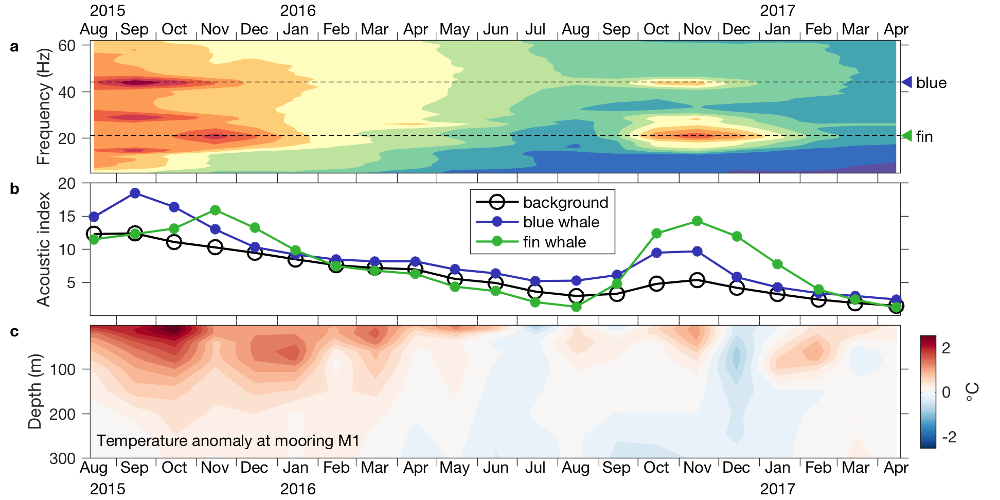 2015 2016 2017
Aug Sep Oct Nov Dec Jan Feb Mar Apr May Jun Jul Aug Sep Oct Nov Dec Jan Feb Mar Apr
a
Frequency (Hz)
60
40
20
blue
fin
b
Acoustic index
20
15
10
5
background
blue whale
fin whale
c
Depth (m)
100
200
300
Temperature anomaly at mooring M1
2
0
-2
°C
Aug Sep Oct Nov Dec Jan Feb Mar Apr May Jun Jul Aug Sep Oct Nov Dec Jan Feb Mar Apr
2015 2016 2017